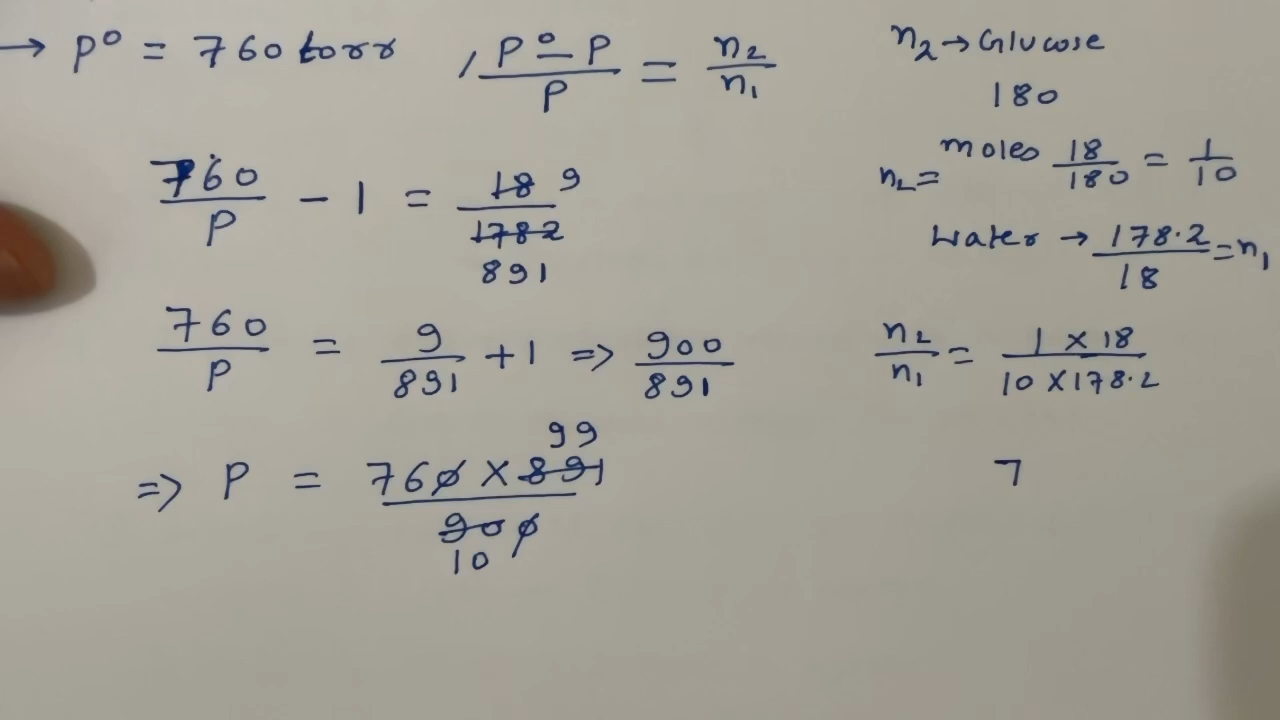 → p° = 760 torr , P° - P / P = n2 / n1
n2 → Glucose
180
n2 = moles 18/180 = 1/10
Water → 178.2/18 = n1
n2/n1 = 1 × 18 / 10 × 178.2
7
760/P - 1 = 18 9 / 1782 891
760/P = 9/891 + 1 => 900/891
=> P = 760 × 891 99 / 900 10